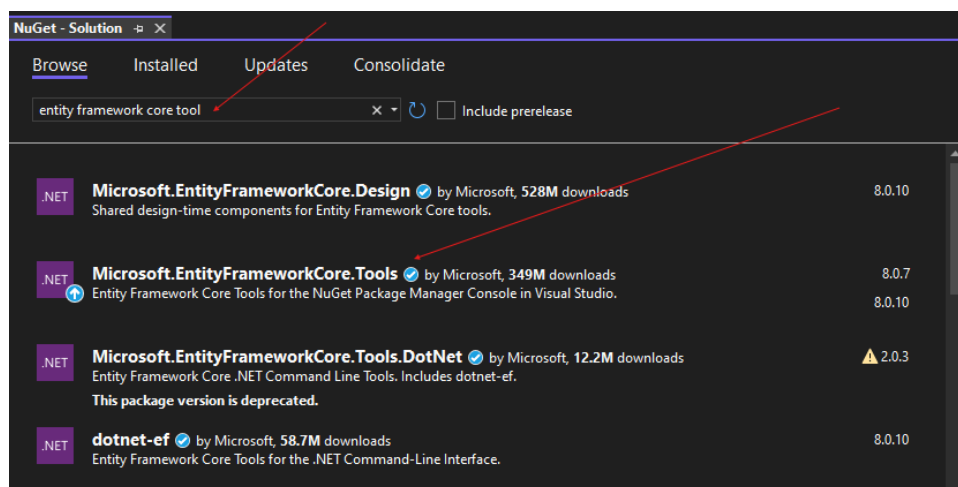 NuGet - Solution
Browse Installed Updates Consolidate
entity framework core tool Include prerelease
.NET Microsoft.EntityFrameworkCore.Design by Microsoft, 528M downloads 8.0.10
Shared design-time components for Entity Framework Core tools.
.NET Microsoft.EntityFrameworkCore.Tools by Microsoft, 349M downloads 8.0.7
Entity Framework Core Tools for the NuGet Package Manager Console in Visual Studio. 8.0.10
.NET Microsoft.EntityFrameworkCore.Tools.DotNet by Microsoft, 12.2M downloads 2.0.3
Entity Framework Core .NET Command Line Tools. Includes dotnet-ef.
This package version is deprecated.
.NET dotnet-ef by Microsoft, 58.7M downloads 8.0.10
Entity Framework Core Tools for the .NET Command-Line Interface.